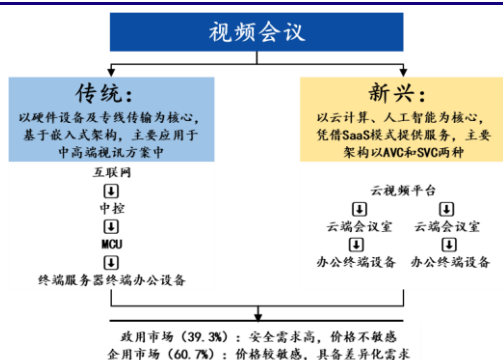 视频会议
传统：
以硬件设备及专线传输为核心，
基于嵌入式架构，主要应用于
中高端视讯方案中
互联网
中控
MCU
终端服务器终端办公设备
新兴：
以云计算、人工智能为核心，
凭借SaaS模式提供服务，主要
架构以AVC和SVC两种
云视频平台
云端会议室 云端会议室
办公终端设备 办公终端设备
政用市场（39.3%）：安全需求高，价格不敏感
企用市场（60.7%）：价格较敏感，具备差异化需求